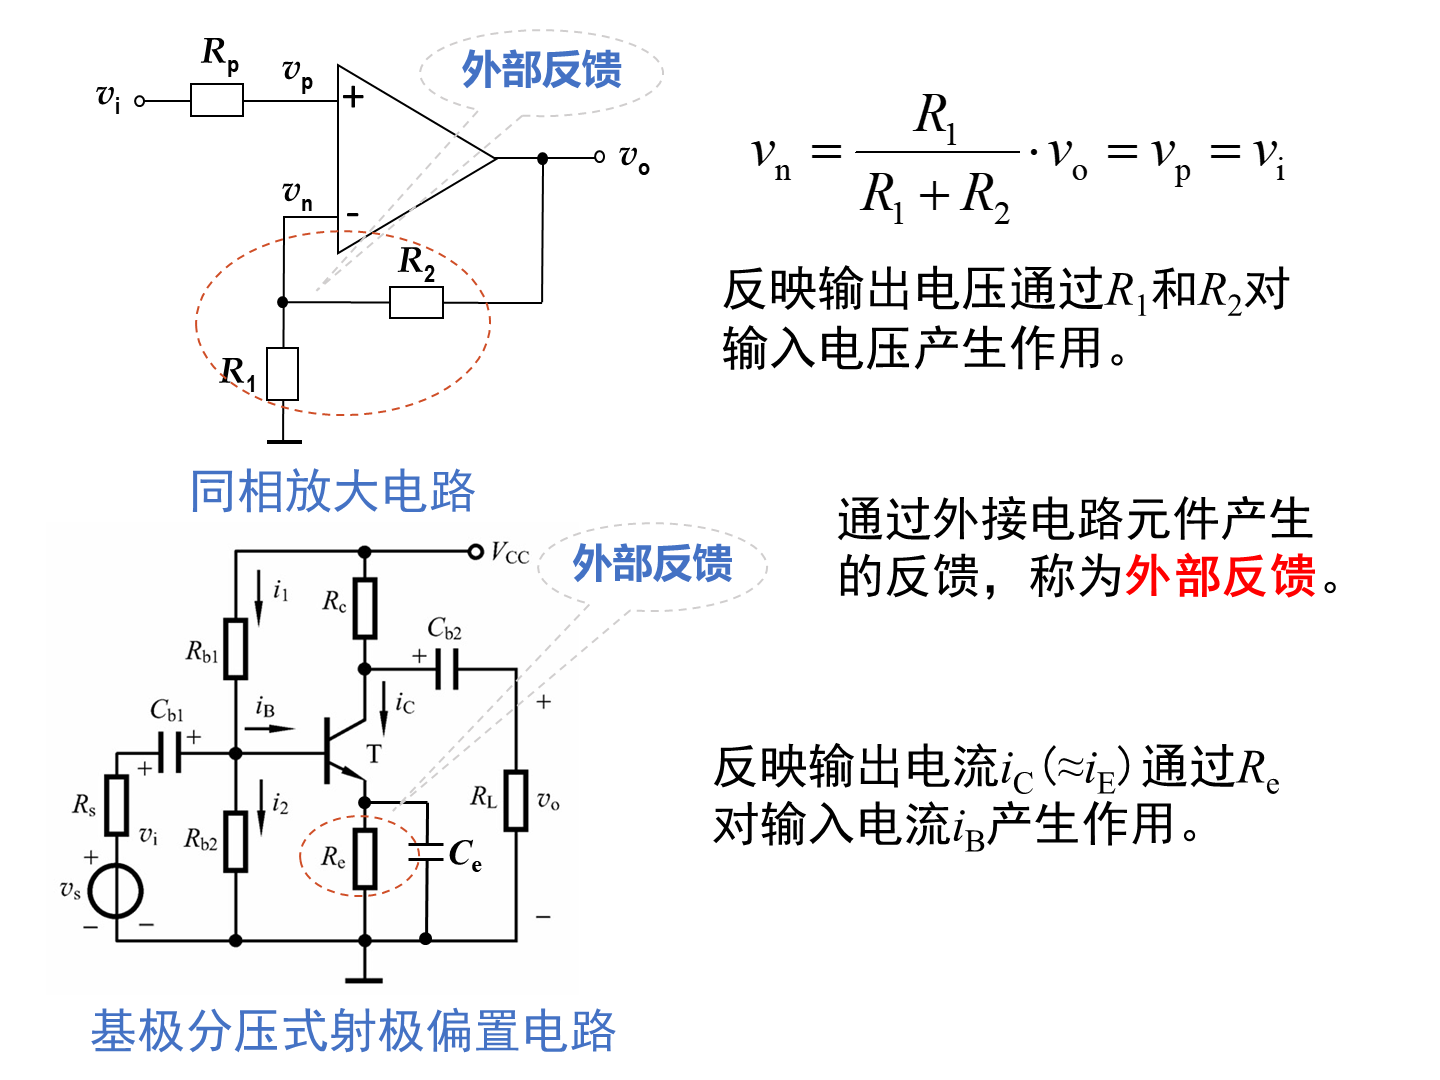 外部反馈
Rp
vp
vi
+
vo
vn
-
R2
R1
同相放大电路
vn = R1/(R1 + R2) · vo = vp = vi
反映输出电压通过R1和R2对
输入电压产生作用。
通过外接电路元件产生
的反馈，称为外部反馈。
外部反馈
VCC
i1
Rc
Cb2
Rb1
+
iC
+
Cb1
iB
+
T
+
Rs
i2
RL
vo
vi
Rb2
Re
Ce
+
vs
−
−
−
基极分压式射极偏置电路
反映输出电流iC(≈iE)通过Re
对输入电流iB产生作用。